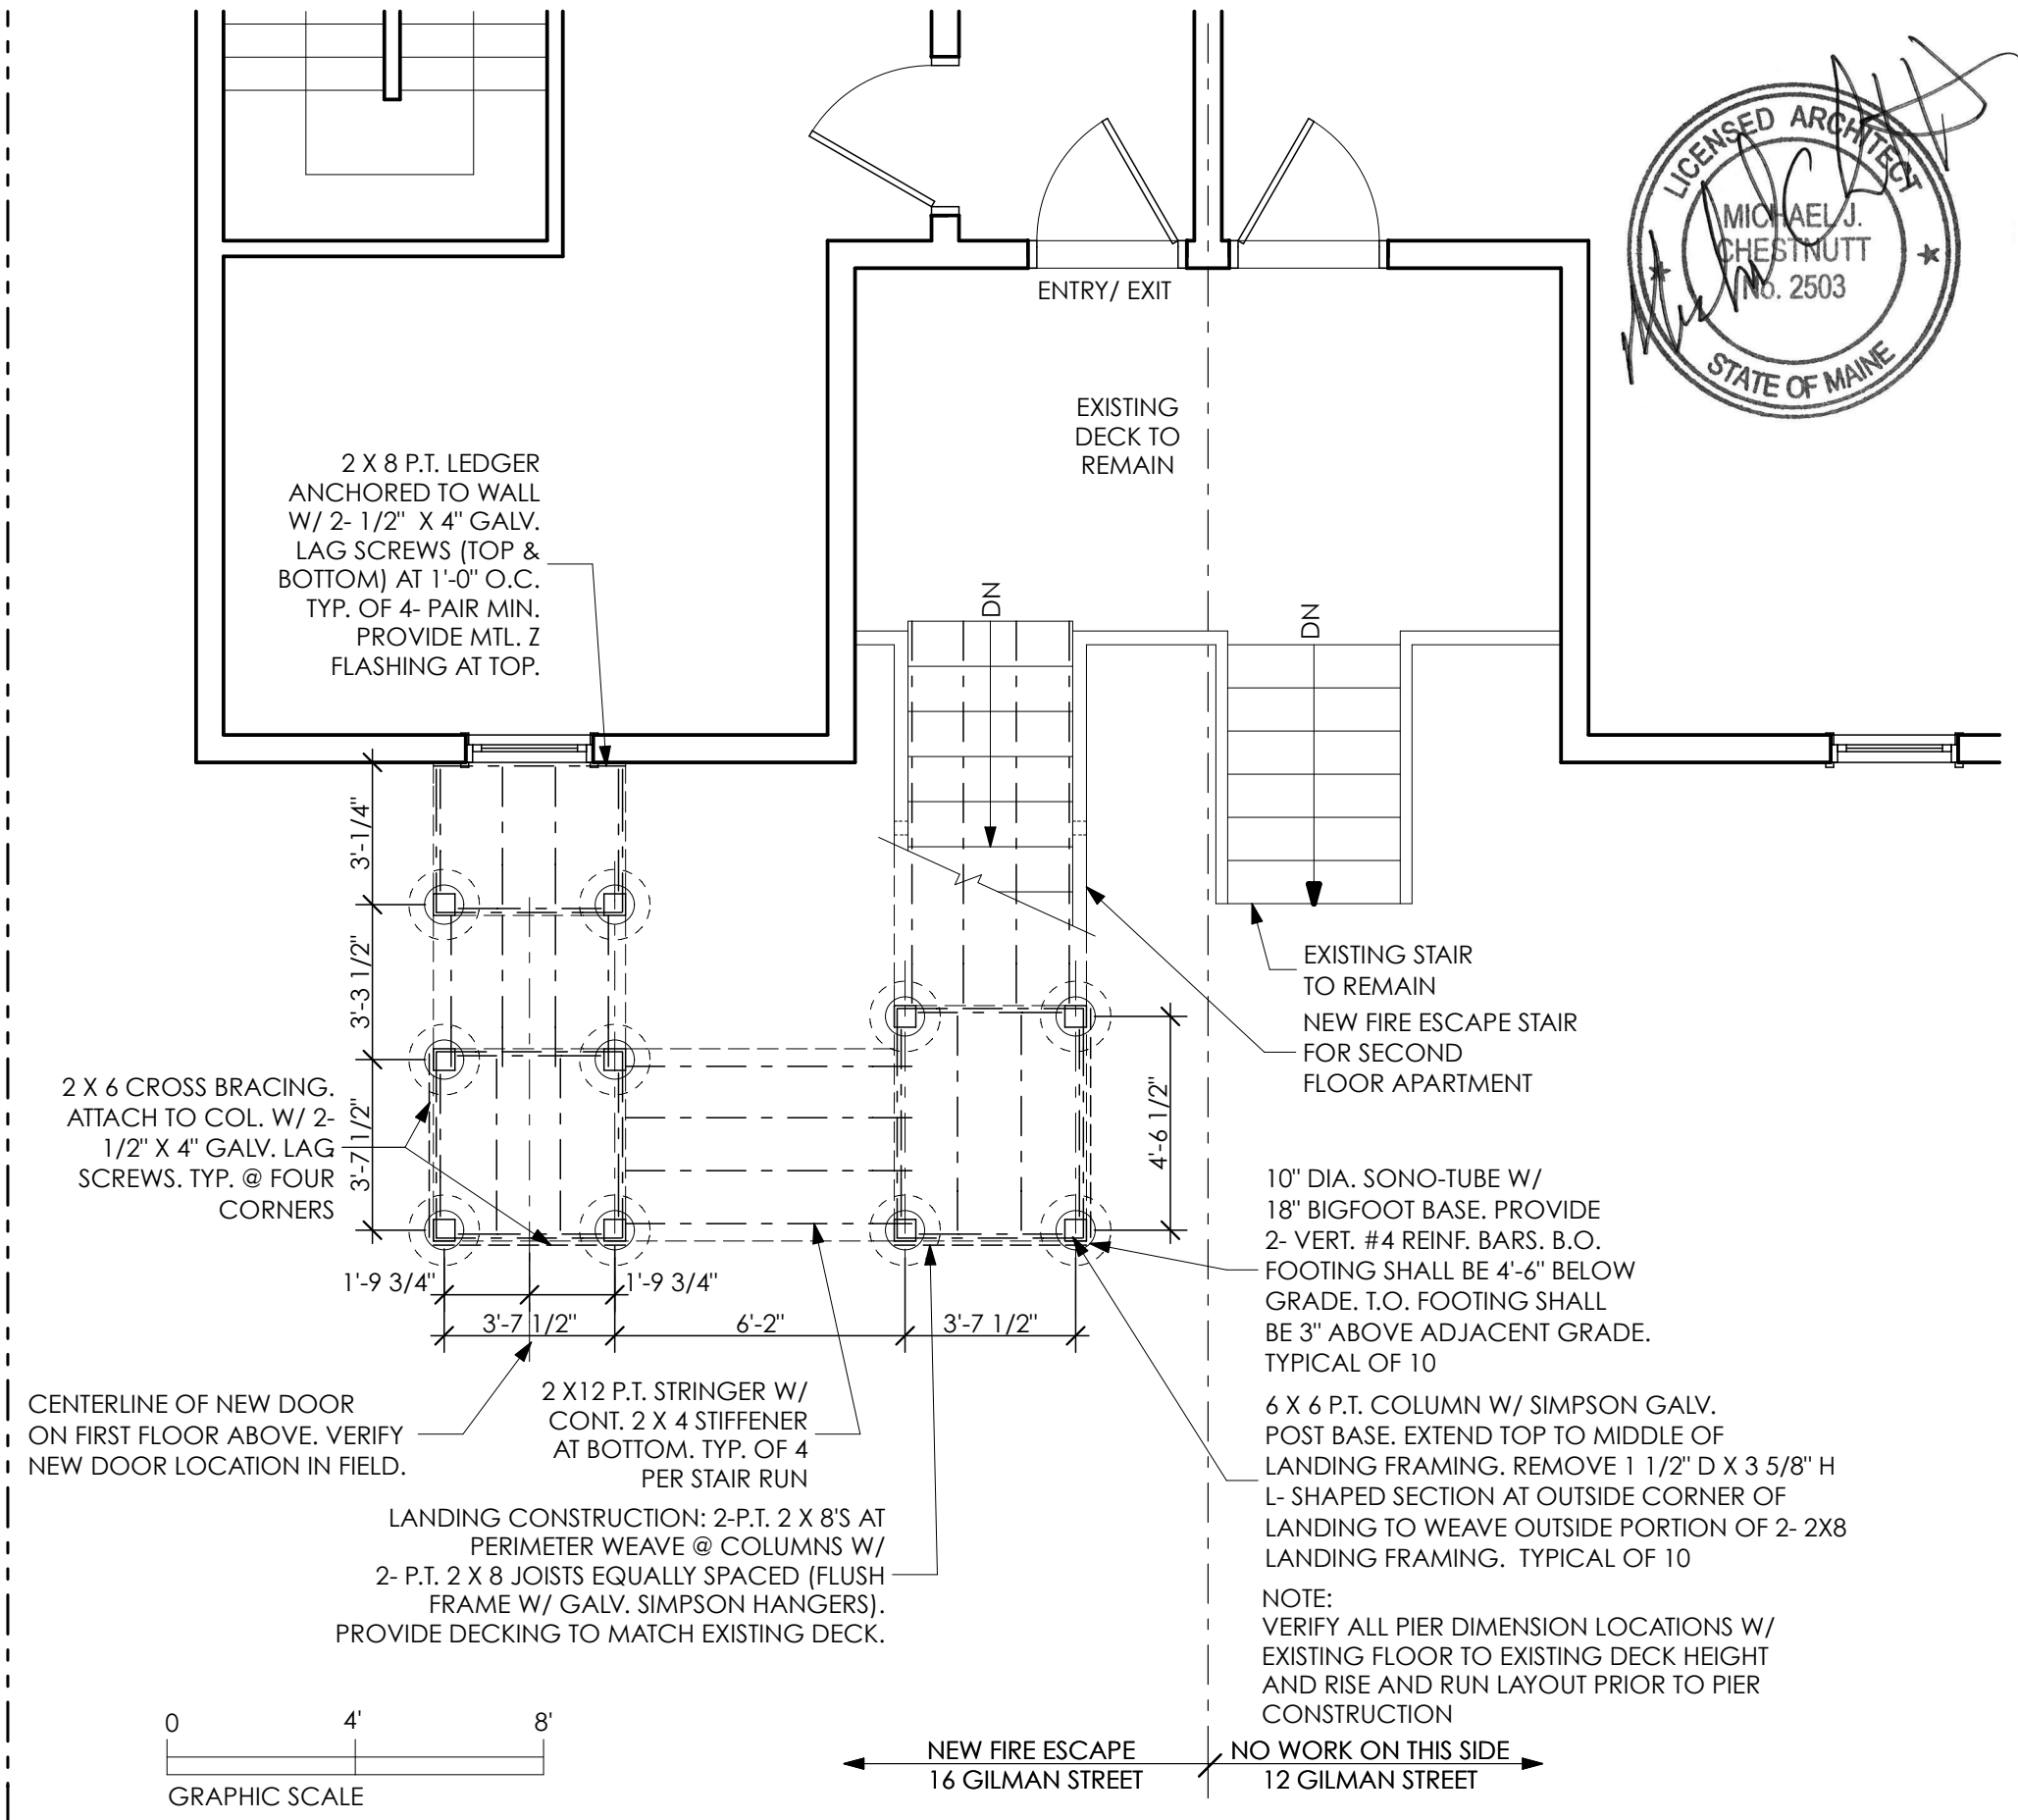 LICENSED ARCHITECT
MICHAEL J.
CHESTNUTT
No. 2503
STATE OF MAINE
ENTRY/ EXIT
EXISTING
DECK TO
REMAIN
2 X 8 P.T. LEDGER
ANCHORED TO WALL
W/ 2- 1/2" X 4" GALV.
LAG SCREWS (TOP &
BOTTOM) AT 1'-0" O.C.
TYP. OF 4- PAIR MIN.
PROVIDE MTL. Z
FLASHING AT TOP.
DN
DN
3'-1/4"
3'-3 1/2"
3'-7 1/2"
EXISTING STAIR
TO REMAIN
NEW FIRE ESCAPE STAIR
FOR SECOND
FLOOR APARTMENT
2 X 6 CROSS BRACING.
ATTACH TO COL. W/ 2-
1/2" X 4" GALV. LAG
SCREWS. TYP. @ FOUR
CORNERS
4'-6 1/2"
10" DIA. SONO-TUBE W/
18" BIGFOOT BASE. PROVIDE
2- VERT. #4 REINF. BARS. B.O.
FOOTING SHALL BE 4'-6" BELOW
GRADE. T.O. FOOTING SHALL
BE 3" ABOVE ADJACENT GRADE.
TYPICAL OF 10
1'-9 3/4"
1'-9 3/4"
3'-7 1/2"
6'-2"
3'-7 1/2"
CENTERLINE OF NEW DOOR
ON FIRST FLOOR ABOVE. VERIFY
NEW DOOR LOCATION IN FIELD.
2 X12 P.T. STRINGER W/
CONT. 2 X 4 STIFFENER
AT BOTTOM. TYP. OF 4
PER STAIR RUN
6 X 6 P.T. COLUMN W/ SIMPSON GALV.
POST BASE. EXTEND TOP TO MIDDLE OF
LANDING FRAMING. REMOVE 1 1/2" D X 3 5/8" H
L- SHAPED SECTION AT OUTSIDE CORNER OF
LANDING TO WEAVE OUTSIDE PORTION OF 2- 2X8
LANDING FRAMING. TYPICAL OF 10
LANDING CONSTRUCTION: 2-P.T. 2 X 8'S AT
PERIMETER WEAVE @ COLUMNS W/
2- P.T. 2 X 8 JOISTS EQUALLY SPACED (FLUSH
FRAME W/ GALV. SIMPSON HANGERS).
PROVIDE DECKING TO MATCH EXISTING DECK.
NOTE:
VERIFY ALL PIER DIMENSION LOCATIONS W/
EXISTING FLOOR TO EXISTING DECK HEIGHT
AND RISE AND RUN LAYOUT PRIOR TO PIER
CONSTRUCTION
0 4' 8'
GRAPHIC SCALE
NEW FIRE ESCAPE
16 GILMAN STREET
NO WORK ON THIS SIDE
12 GILMAN STREET